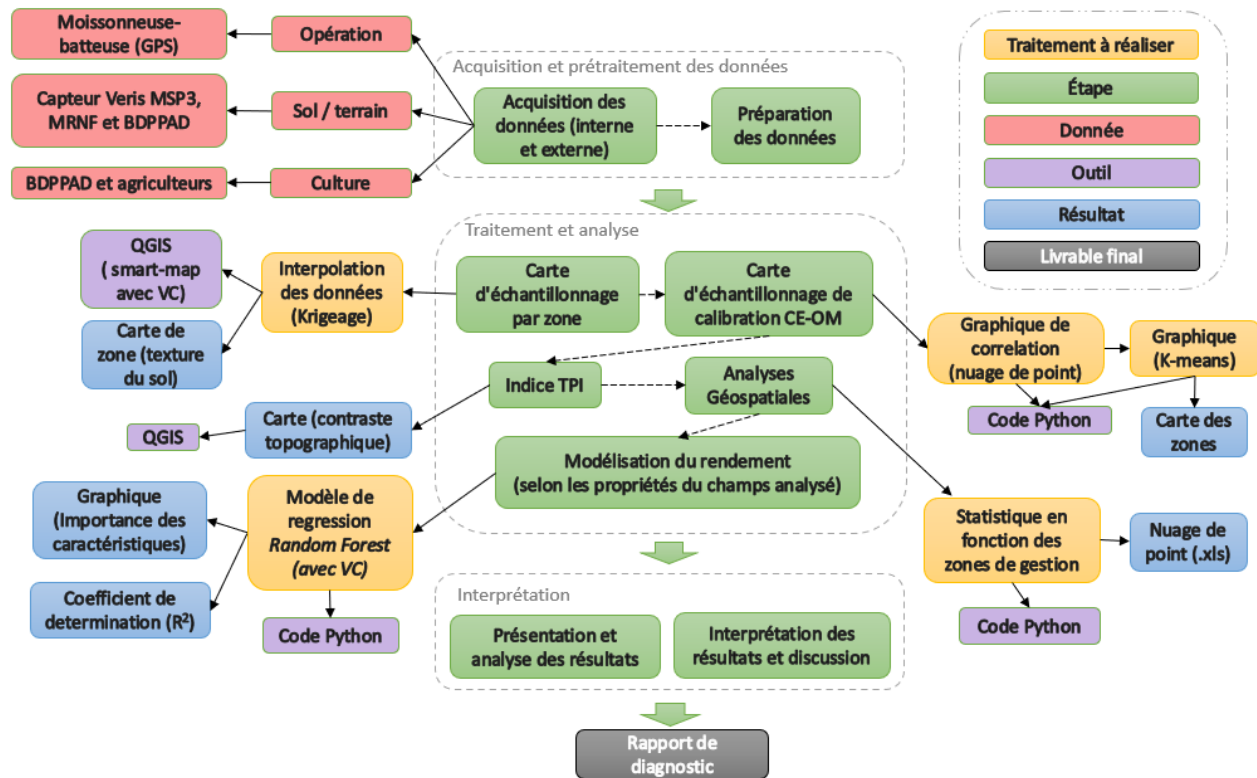 Moissonneuse-
batteuse (GPS)
Opération
Capteur Veris MSP3,
MRNF et BDPPAD
Sol / terrain
BDPPAD et agriculteurs
Culture
Acquisition et prétraitement des données
Acquisition des
données (interne
et externe)
Préparation
des données
Traitement à réaliser
Étape
Donnée
Outil
Résultat
Livrable final
Traitement et analyse
QGIS
( smart-map
avec VC)
Interpolation
des données
(Krigeage)
Carte de
zone (texture
du sol)
Carte
d'échantillonnage
par zone
Carte
d'échantillonnage de
calibration CE-OM
Indice TPI
Analyses
Géospatiales
QGIS
Carte (contraste
topographique)
Modélisation du rendement
(selon les propriétés du champs analysé)
Graphique de
correlation
(nuage de point)
Graphique
(K-means)
Code Python
Carte des
zones
Graphique
(Importance des
caractéristiques)
Modèle de
regression
Random Forest
(avec VC)
Coefficient de
determination (R²)
Code Python
Statistique en
fonction des
zones de gestion
Nuage de
point (.xls)
Code Python
Interprétation
Présentation et
analyse des résultats
Interprétation des
résultats et discussion
Rapport de
diagnostic